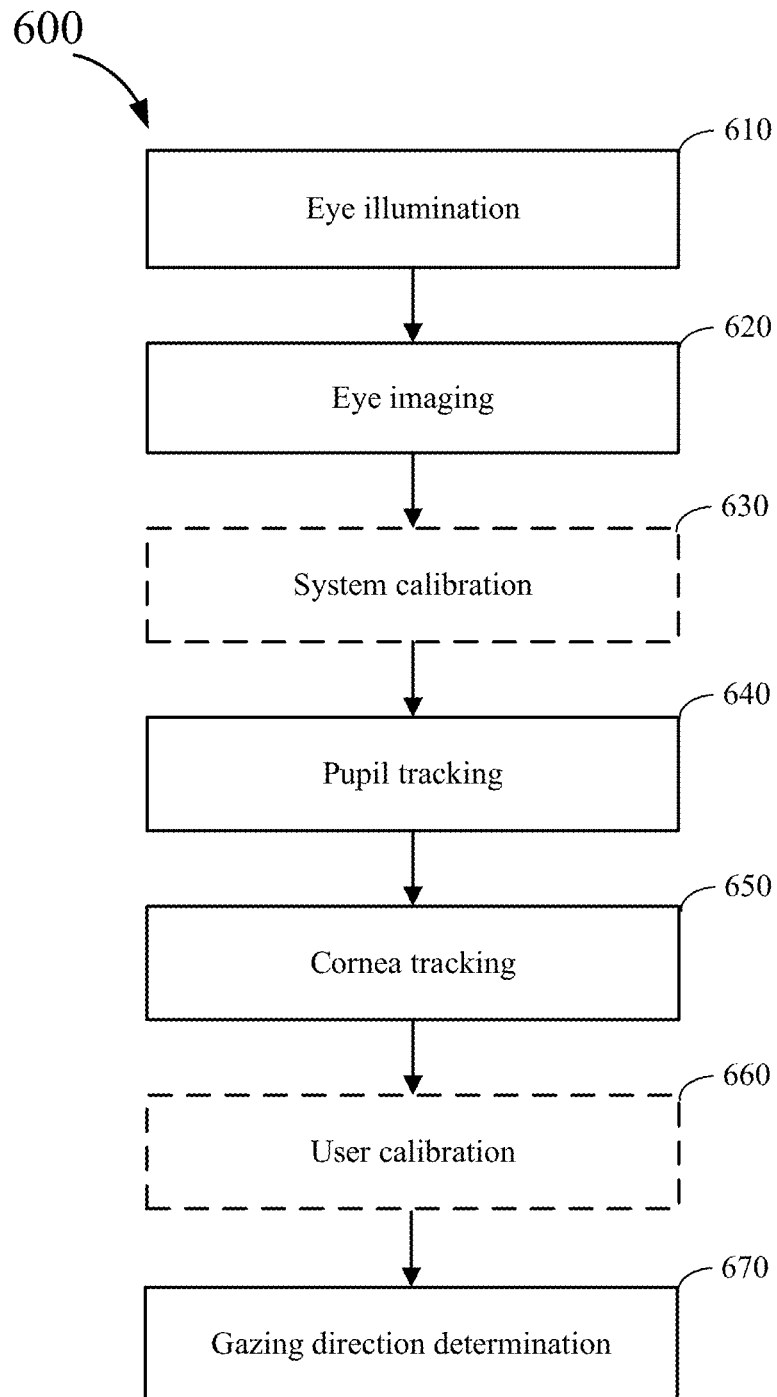 600
610
Eye illumination
620
Eye imaging
630
System calibration
640
Pupil tracking
650
Cornea tracking
660
User calibration
670
Gazing direction determination